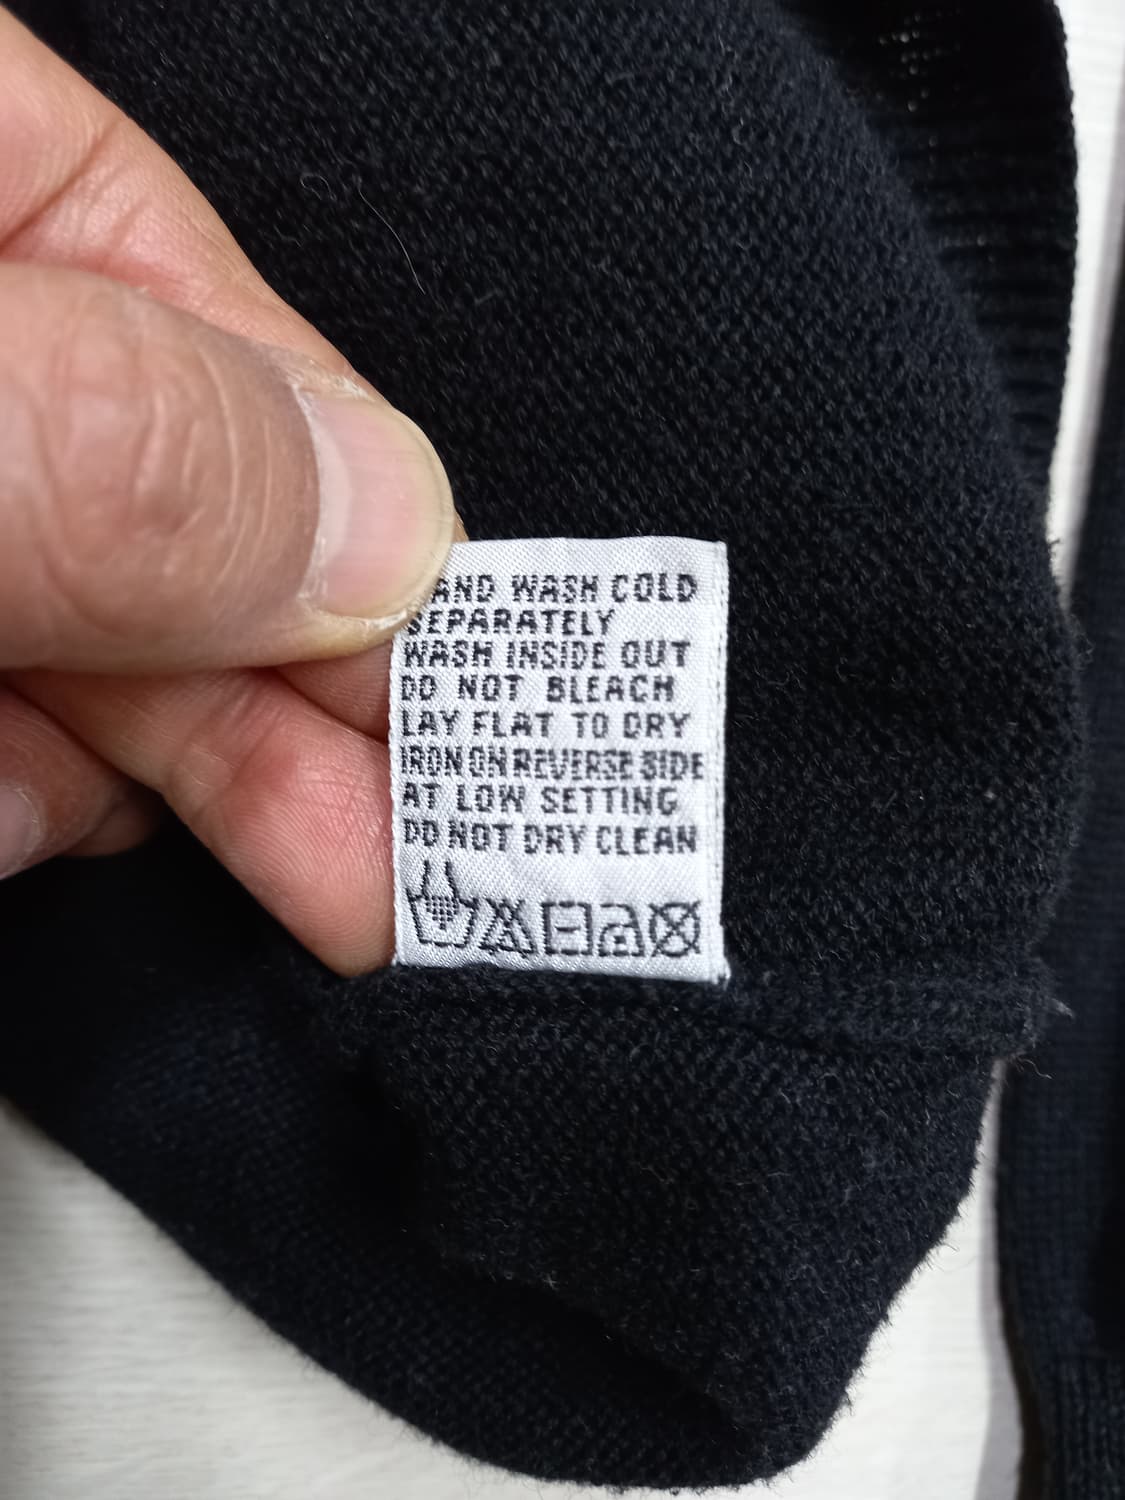 AND WASH COLD
SEPARATELY
WASH INSIDE OUT
DO NOT BLEACH
LAY FLAT TO DRY
IRON ON REVERSE SIDE
AT LOW SETTING
DO NOT DRY CLEAN